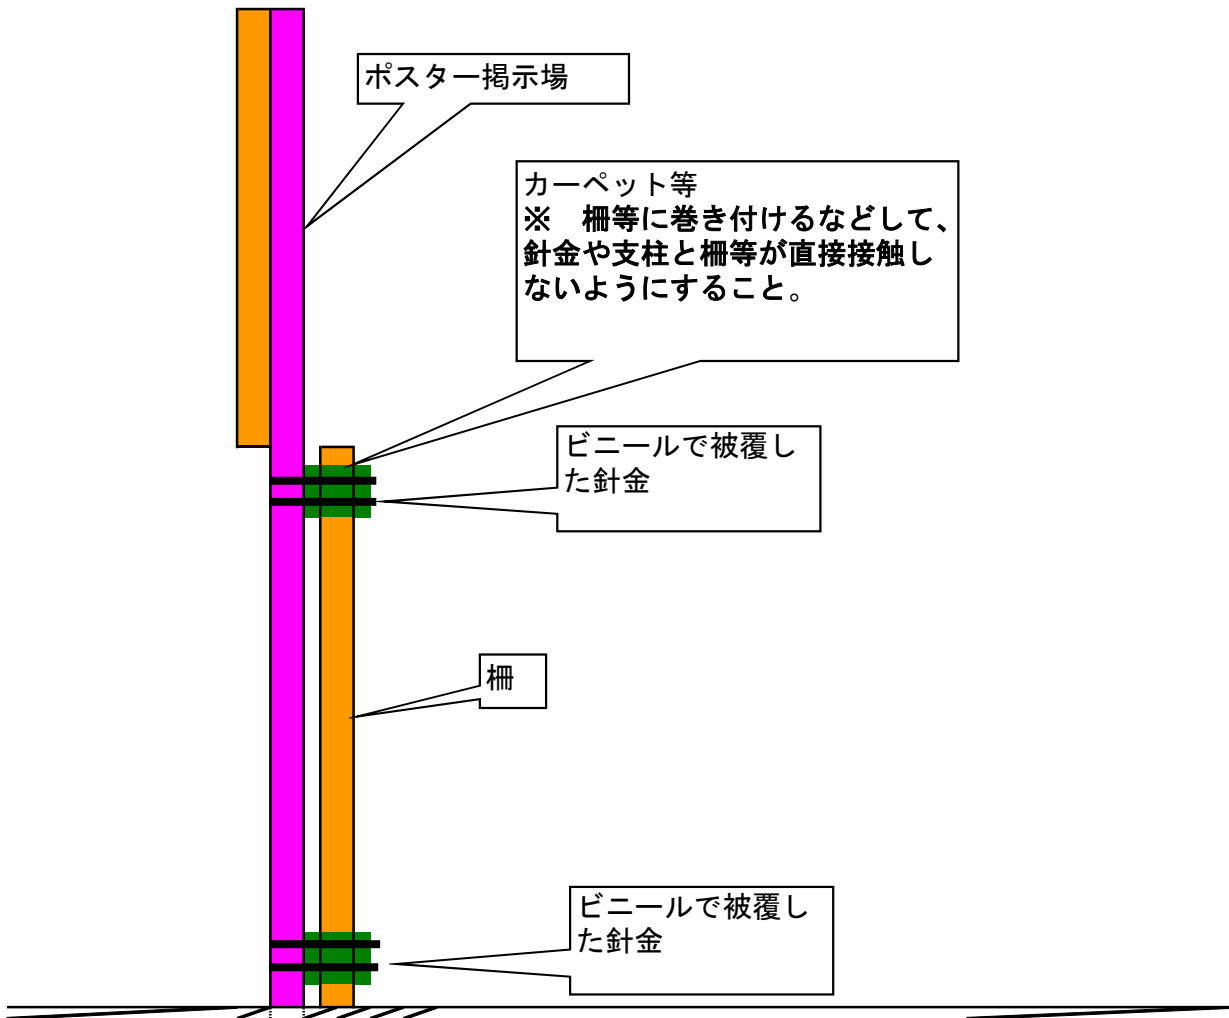 ポスター掲示場
カーペット等
※　柵等に巻き付けるなどして、
針金や支柱と柵等が直接接触し
ないようにすること。
ビニールで被覆し
た針金
柵
ビニールで被覆し
た針金